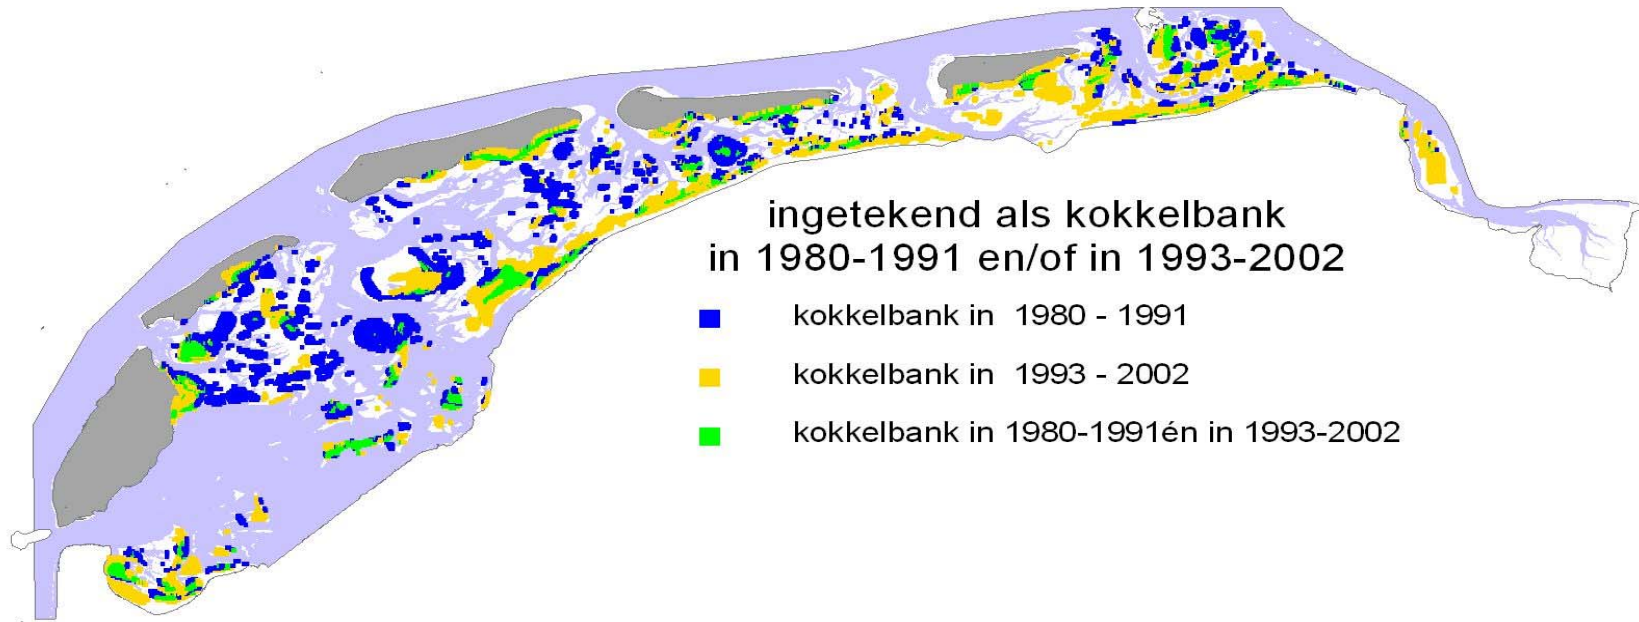 ingetekend als kokkelbank
in 1980-1991 en/of in 1993-2002
kokkelbank in 1980 - 1991
kokkelbank in 1993 - 2002
kokkelbank in 1980-1991én in 1993-2002